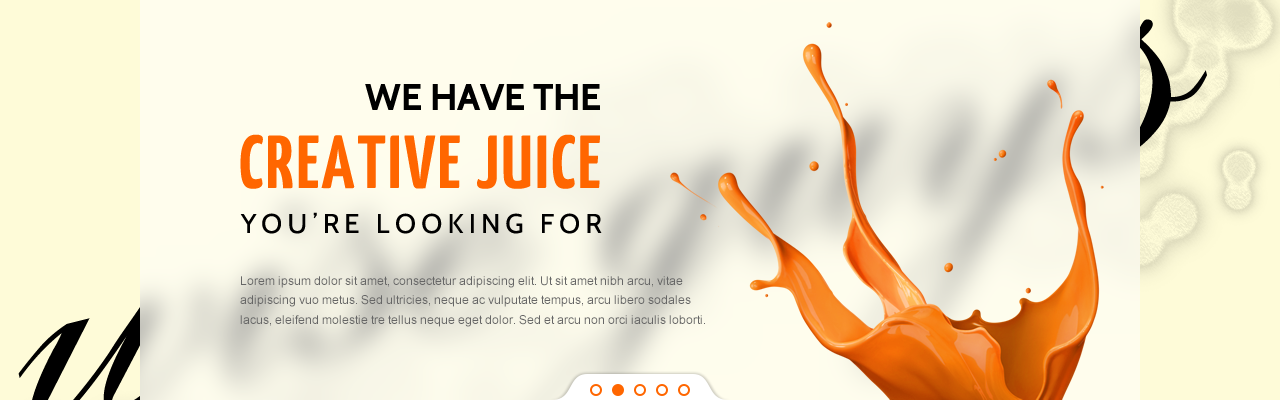 WE HAVE THE
CREATIVE JUICE
YOU'RE LOOKING FOR
Lorem ipsum dolor sit amet, consectetur adipiscing elit. Ut sit amet nibh arcu, vitae
adipiscing vuo metus. Sed ultricies, neque ac vulputate tempus, arcu libero sodales
lacus, eleifend molestie tre tellus neque eget dolor. Sed et arcu non orci iaculis loborti.